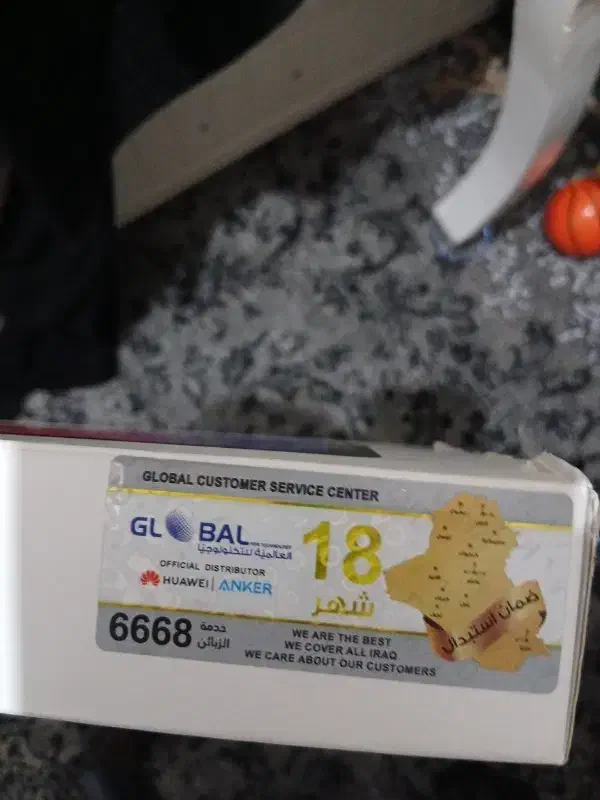 GLOBAL CUSTOMER SERVICE CENTER
GLOBAL
العالمية للتكنولوجيا
OFFICIAL DISTRIBUTOR
HUAWEI | ANKER
18
شهر
ضمان استبدال
6668
خدمة
الزبائن
WE ARE THE BEST
WE COVER ALL IRAQ
WE CARE ABOUT OUR CUSTOMERS